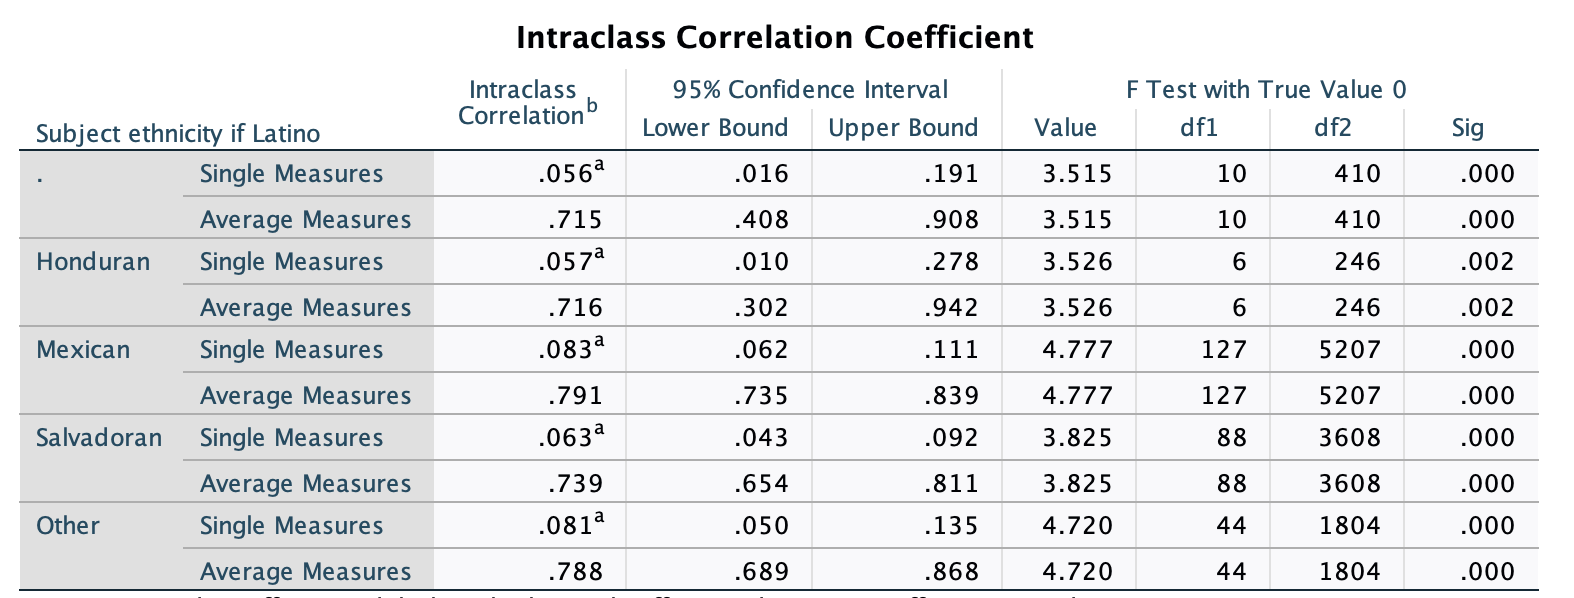 Intraclass Correlation Coefficient
Subject ethnicity if Latino Intraclass Correlation^b 95% Confidence Interval F Test with True Value 0
Lower Bound Upper Bound Value df1 df2 Sig
. Single Measures .056^a .016 .191 3.515 10 410 .000
Average Measures .715 .408 .908 3.515 10 410 .000
Honduran Single Measures .057^a .010 .278 3.526 6 246 .002
Average Measures .716 .302 .942 3.526 6 246 .002
Mexican Single Measures .083^a .062 .111 4.777 127 5207 .000
Average Measures .791 .735 .839 4.777 127 5207 .000
Salvadoran Single Measures .063^a .043 .092 3.825 88 3608 .000
Average Measures .739 .654 .811 3.825 88 3608 .000
Other Single Measures .081^a .050 .135 4.720 44 1804 .000
Average Measures .788 .689 .868 4.720 44 1804 .000